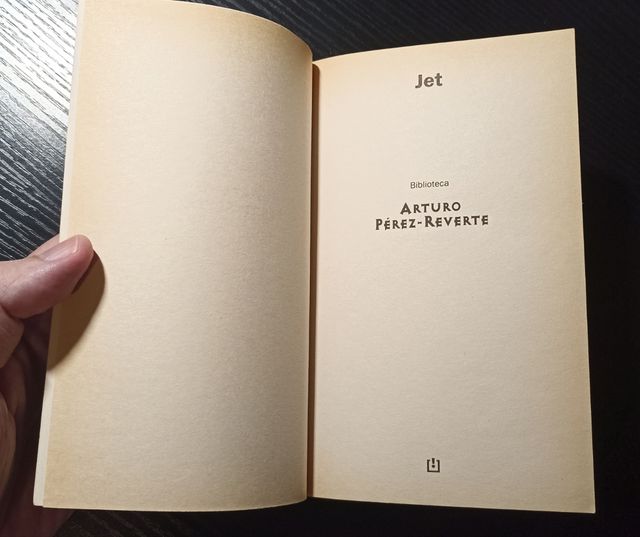 Jet
Biblioteca
ARTURO
PÉREZ-REVERTE
[!]